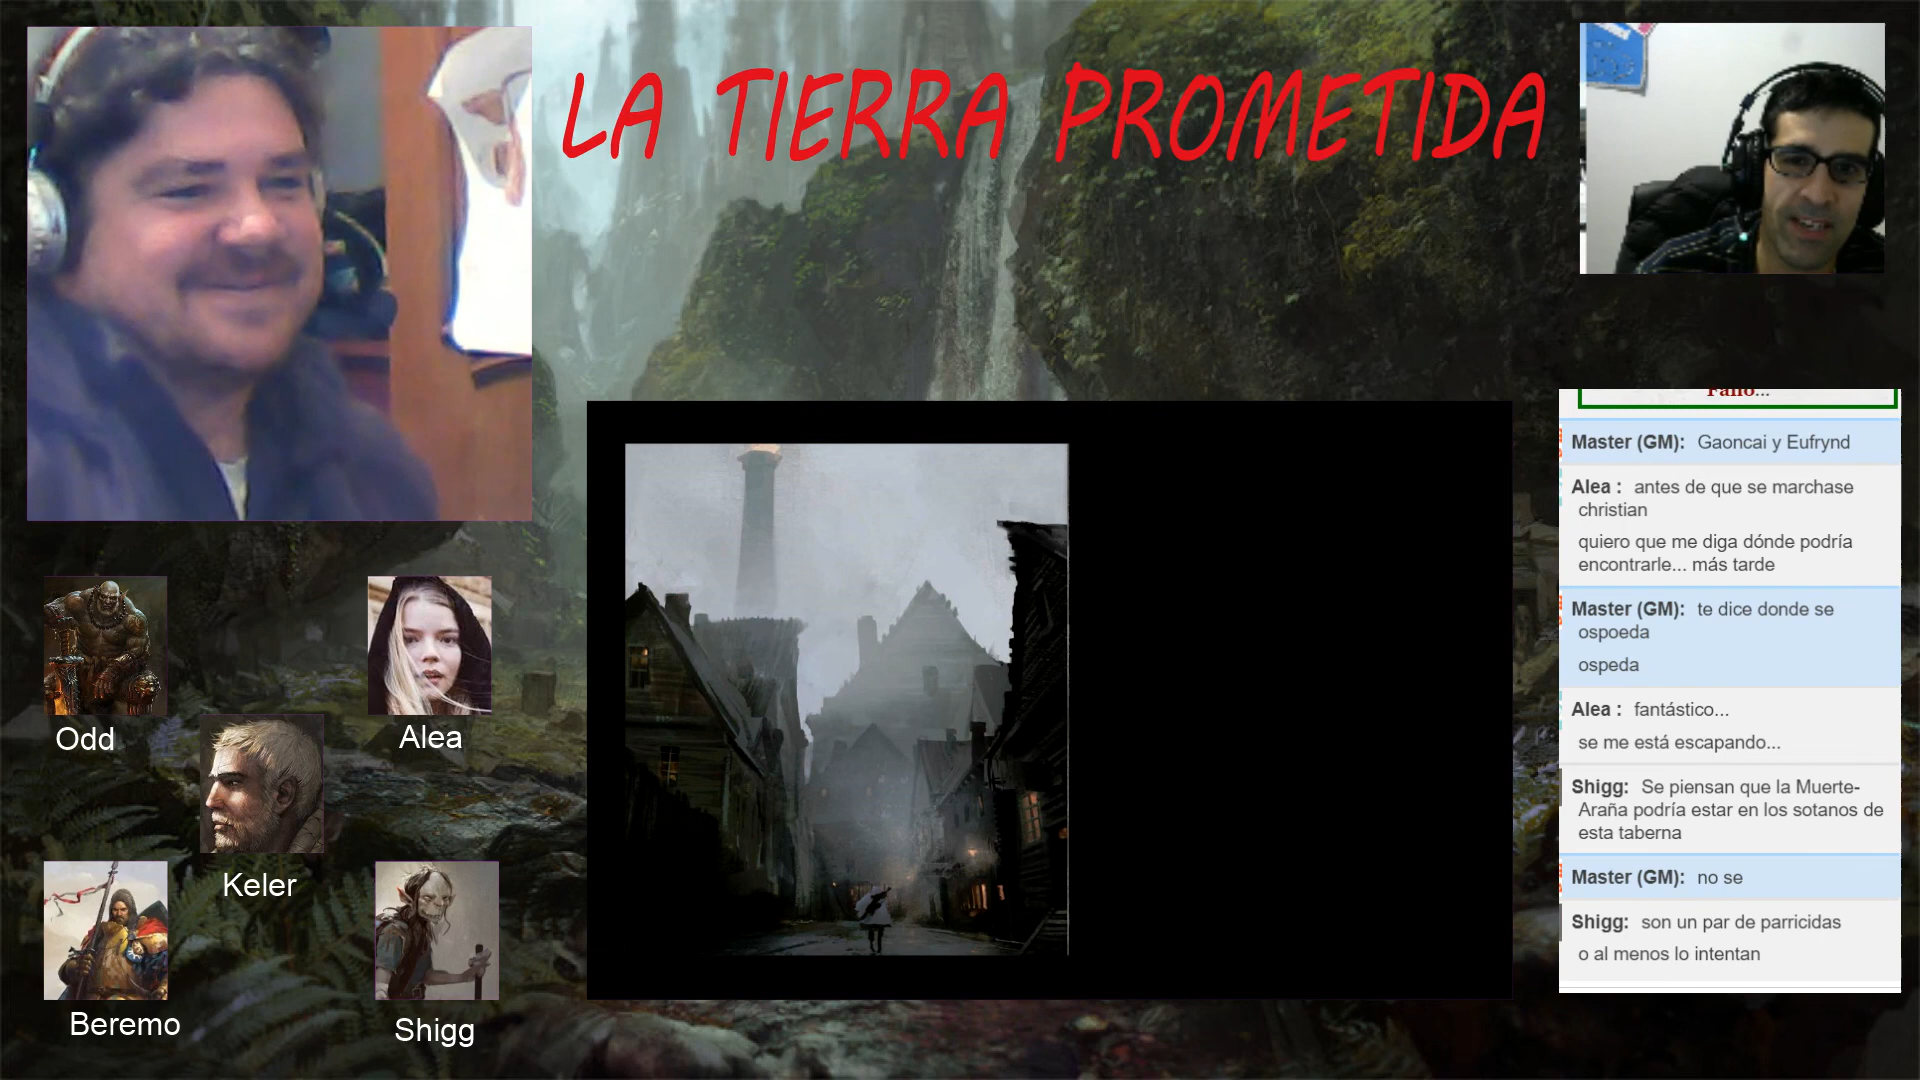 LA TIERRA PROMETIDA
Odd
Alea
Keler
Beremo
Shigg
Fallo...
Master (GM): Gaoncai y Eufrynd
Alea : antes de que se marchase
christian
quiero que me diga dónde podría
encontrarle... más tarde
Master (GM): te dice donde se
ospoeda
ospeda
Alea : fantástico...
se me está escapando...
Shigg: Se piensan que la Muerte-
Araña podría estar en los sotanos de
esta taberna
Master (GM): no se
Shigg: son un par de parricidas
o al menos lo intentan